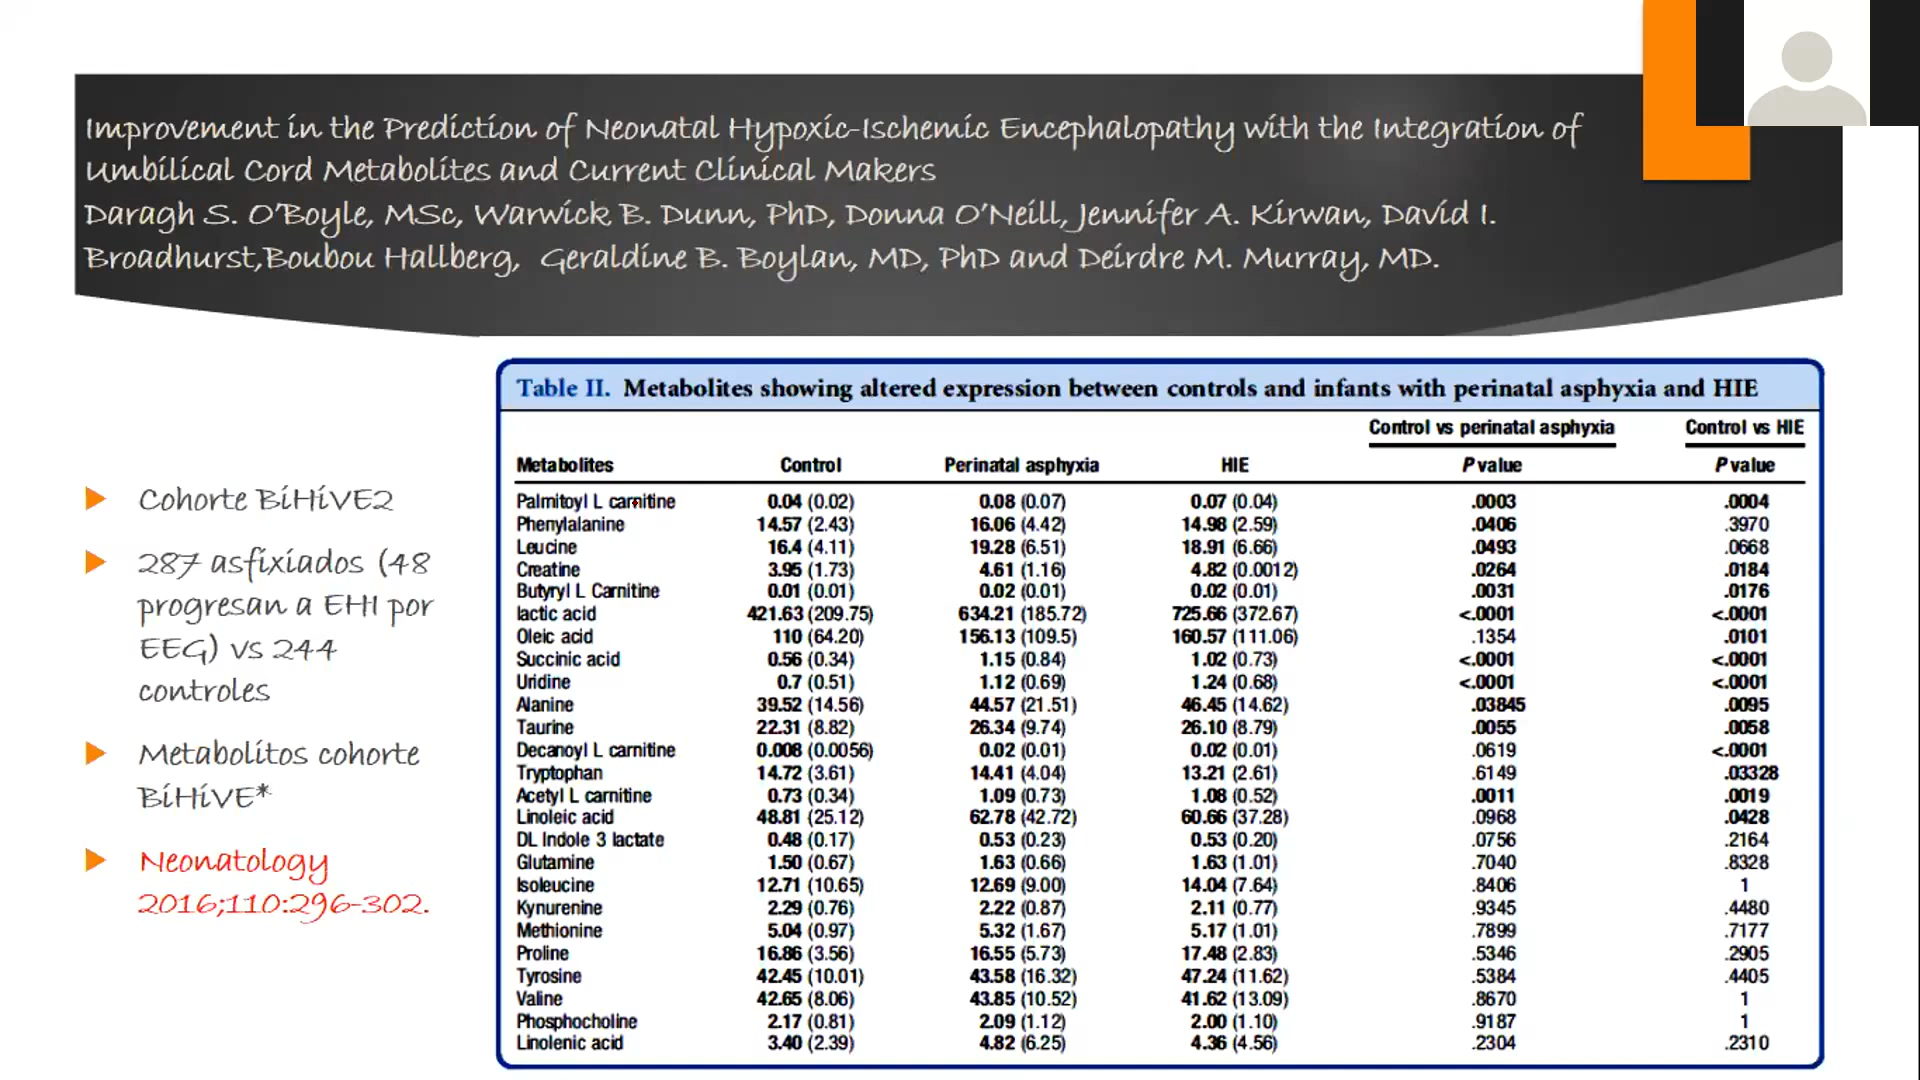 Improvement in the Prediction of Neonatal Hypoxic-Ischemic Encephalopathy with the Integration of
Umbilical Cord Metabolites and Current Clinical Makers
Daragh S. O'Boyle, MSc, Warwick B. Dunn, PhD, Donna O'Neill, Jennifer A. Kirwan, David I.
Broadhurst,Boubou Hallberg, Geraldine B. Boylan, MD, PhD and Deirdre M. Murray, MD.
Cohorte BiHiVE2
287 asfixiados (48
progresan a EHI por
EEG) vs 244
controles
Metabolitos cohorte
BiHiVE*
Neonatology
2016;110:296-302.
Table II. Metabolites showing altered expression between controls and infants with perinatal asphyxia and HIE
Control vs perinatal asphyxia Control vs HIE
Metabolites Control Perinatal asphyxia HIE P value P value
Palmitoyl L carnitine 0.04 (0.02) 0.08 (0.07) 0.07 (0.04) .0003 .0004
Phenylalanine 14.57 (2.43) 16.06 (4.42) 14.98 (2.59) .0406 .3970
Leucine 16.4 (4.11) 19.28 (6.51) 18.91 (6.66) .0493 .0668
Creatine 3.95 (1.73) 4.61 (1.16) 4.82 (0.0012) .0264 .0184
Butyryl L Carnitine 0.01 (0.01) 0.02 (0.01) 0.02 (0.01) .0031 .0176
lactic acid 421.63 (209.75) 634.21 (185.72) 725.66 (372.67) <.0001 <.0001
Oleic acid 110 (64.20) 156.13 (109.5) 160.57 (111.06) .1354 .0101
Succinic acid 0.56 (0.34) 1.15 (0.84) 1.02 (0.73) <.0001 <.0001
Uridine 0.7 (0.51) 1.12 (0.69) 1.24 (0.68) <.0001 <.0001
Alanine 39.52 (14.56) 44.57 (21.51) 46.45 (14.62) .03845 .0095
Taurine 22.31 (8.82) 26.34 (9.74) 26.10 (8.79) .0055 .0058
Decanoyl L carnitine 0.008 (0.0056) 0.02 (0.01) 0.02 (0.01) .0619 <.0001
Tryptophan 14.72 (3.61) 14.41 (4.04) 13.21 (2.61) .6149 .03328
Acetyl L carnitine 0.73 (0.34) 1.09 (0.73) 1.08 (0.52) .0011 .0019
Linoleic acid 48.81 (25.12) 62.78 (42.72) 60.66 (37.28) .0968 .0428
DL Indole 3 lactate 0.48 (0.17) 0.53 (0.23) 0.53 (0.20) .0756 .2164
Glutamine 1.50 (0.67) 1.63 (0.66) 1.63 (1.01) .7040 .8328
Isoleucine 12.71 (10.65) 12.69 (9.00) 14.04 (7.64) .8406 1
Kynurenine 2.29 (0.76) 2.22 (0.87) 2.11 (0.77) .9345 .4480
Methionine 5.04 (0.97) 5.32 (1.67) 5.17 (1.01) .7899 .7177
Proline 16.86 (3.56) 16.55 (5.73) 17.48 (2.83) .5346 .2905
Tyrosine 42.45 (10.01) 43.58 (16.32) 47.24 (11.62) .5384 .4405
Valine 42.65 (8.06) 43.85 (10.52) 41.62 (13.09) .8670 1
Phosphocholine 2.17 (0.81) 2.09 (1.12) 2.00 (1.10) .9187 1
Linolenic acid 3.40 (2.39) 4.82 (6.25) 4.36 (4.56) .2304 .2310